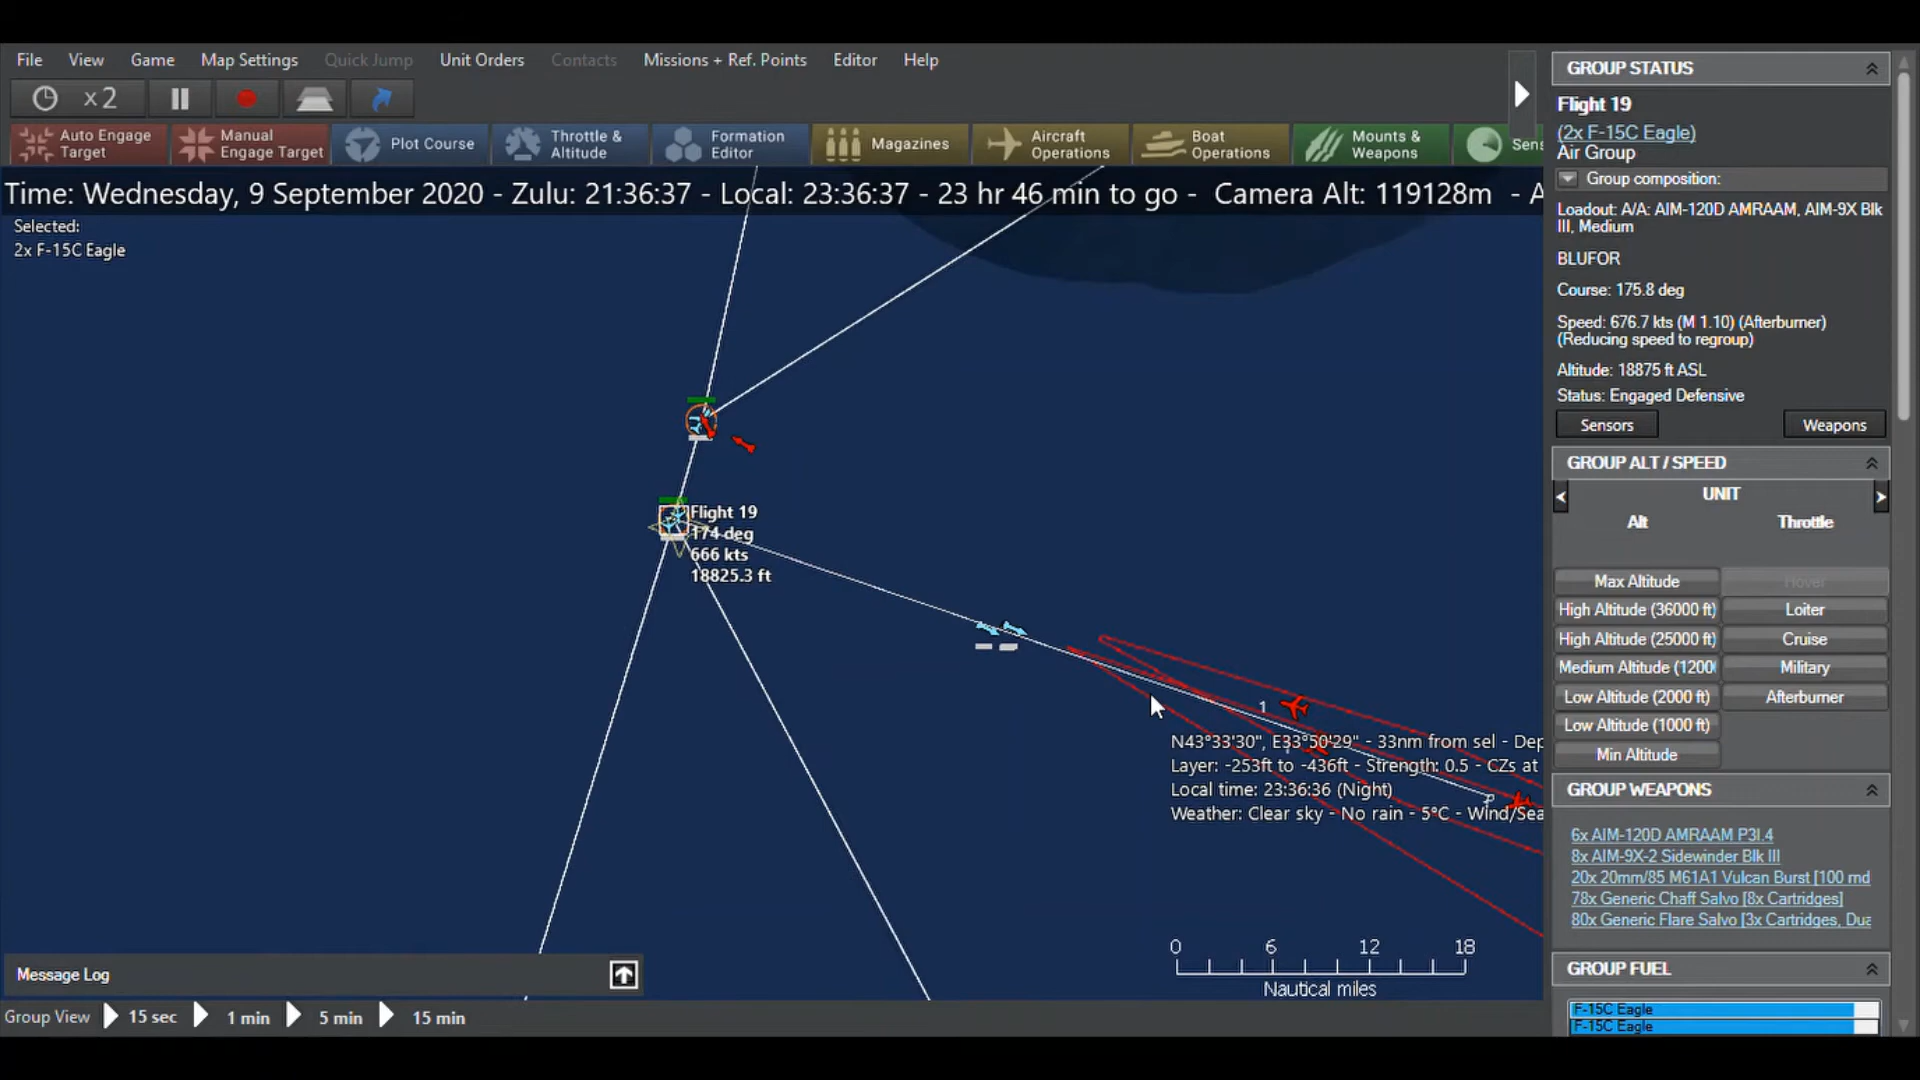 File View Game Map Settings Quick Jump Unit Orders Contacts Missions + Ref. Points Editor Help
x 2
Auto Engage Target
Manual Engage Target
Plot Course
Throttle & Altitude
Formation Editor
Magazines
Aircraft Operations
Boat Operations
Mounts & Weapons
Sens
Time: Wednesday, 9 September 2020 - Zulu: 21:36:37 - Local: 23:36:37 - 23 hr 46 min to go - Camera Alt: 119128m - A
Selected:
2x F-15C Eagle
Flight 19
174 deg
666 kts
18825.3 ft
1
N43°33'30", E33°50'29" - 33nm from sel - Dep
Layer: -253ft to -436ft - Strength: 0.5 - CZs at
Local time: 23:36:36 (Night)
Weather: Clear sky - No rain - 5°C - Wind/Sea
0 6 12 18
Nautical miles
Message Log
Group View 15 sec 1 min 5 min 15 min
GROUP STATUS
Flight 19
(2x F-15C Eagle)
Air Group
Group composition:
Loadout: A/A: AIM-120D AMRAAM, AIM-9X Blk
III, Medium
BLUFOR
Course: 175.8 deg
Speed: 676.7 kts (M 1.10) (Afterburner)
(Reducing speed to regroup)
Altitude: 18875 ft ASL
Status: Engaged Defensive
Sensors Weapons
GROUP ALT / SPEED
< UNIT >
Alt Throttle
Max Altitude Hover
High Altitude (36000 ft) Loiter
High Altitude (25000 ft) Cruise
Medium Altitude (1200 Military
Low Altitude (2000 ft) Afterburner
Low Altitude (1000 ft)
Min Altitude
GROUP WEAPONS
6x AIM-120D AMRAAM P3I.4
8x AIM-9X-2 Sidewinder Blk III
20x 20mm/85 M61A1 Vulcan Burst [100 rnd
78x Generic Chaff Salvo [8x Cartridges]
80x Generic Flare Salvo [3x Cartridges, Dua
GROUP FUEL
F-15C Eagle
F-15C Eagle